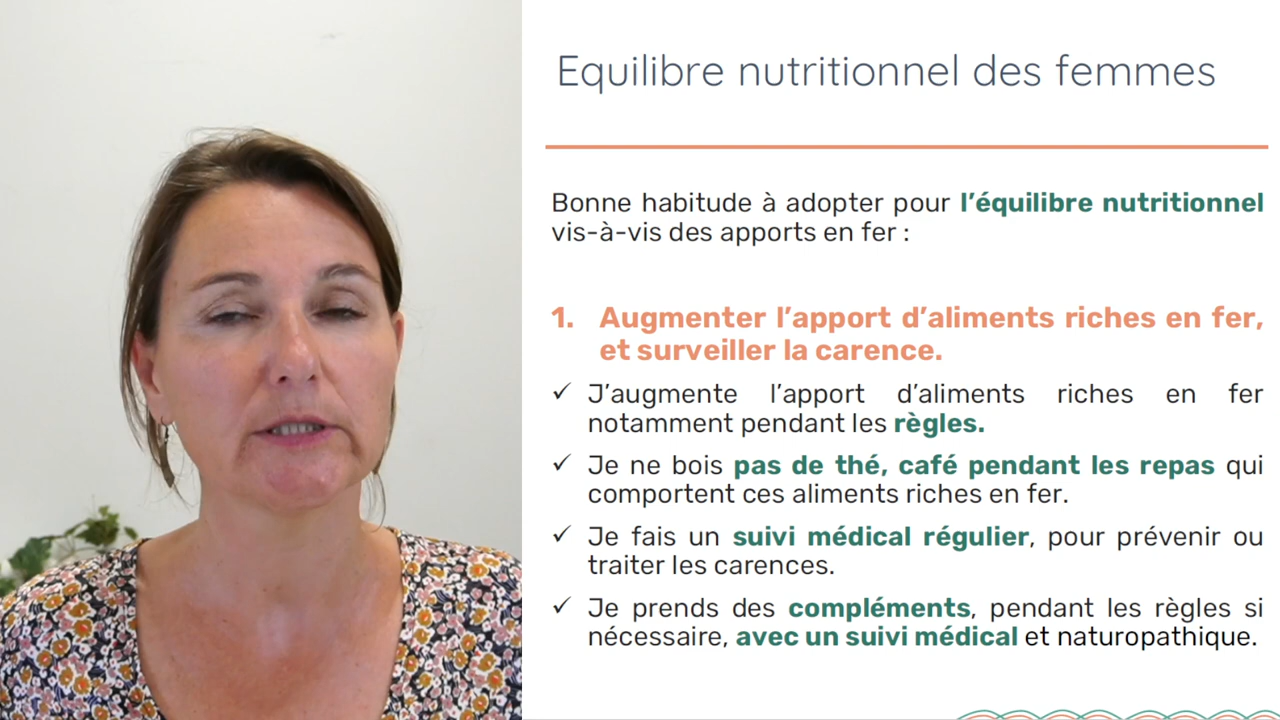 Equilibre nutritionnel des femmes
Bonne habitude à adopter pour l’équilibre nutritionnel
vis-à-vis des apports en fer :
1. Augmenter l’apport d’aliments riches en fer,
et surveiller la carence.
✓ J’augmente l’apport d’aliments riches en fer
notamment pendant les règles.
✓ Je ne bois pas de thé, café pendant les repas qui
comportent ces aliments riches en fer.
✓ Je fais un suivi médical régulier, pour prévenir ou
traiter les carences.
✓ Je prends des compléments, pendant les règles si
nécessaire, avec un suivi médical et naturopathique.